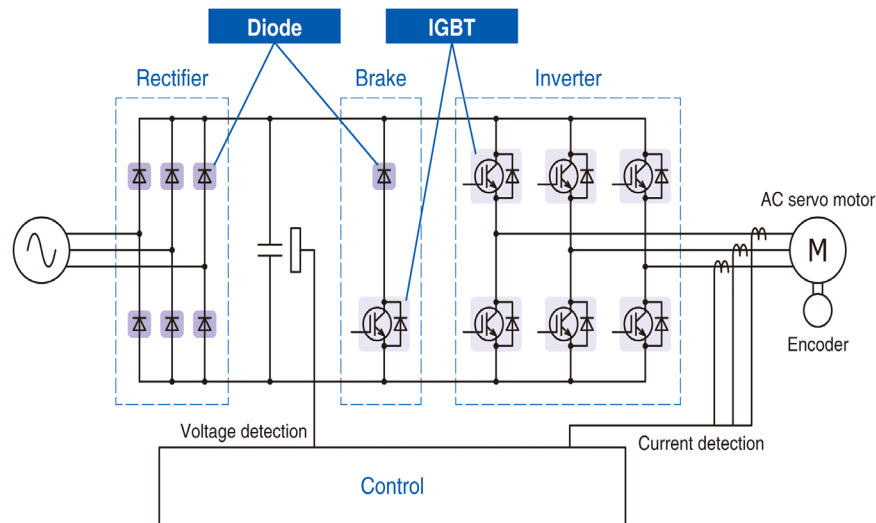 Diode
IGBT
Rectifier
Brake
Inverter
AC servo motor
M
Encoder
Voltage detection
Current detection
Control